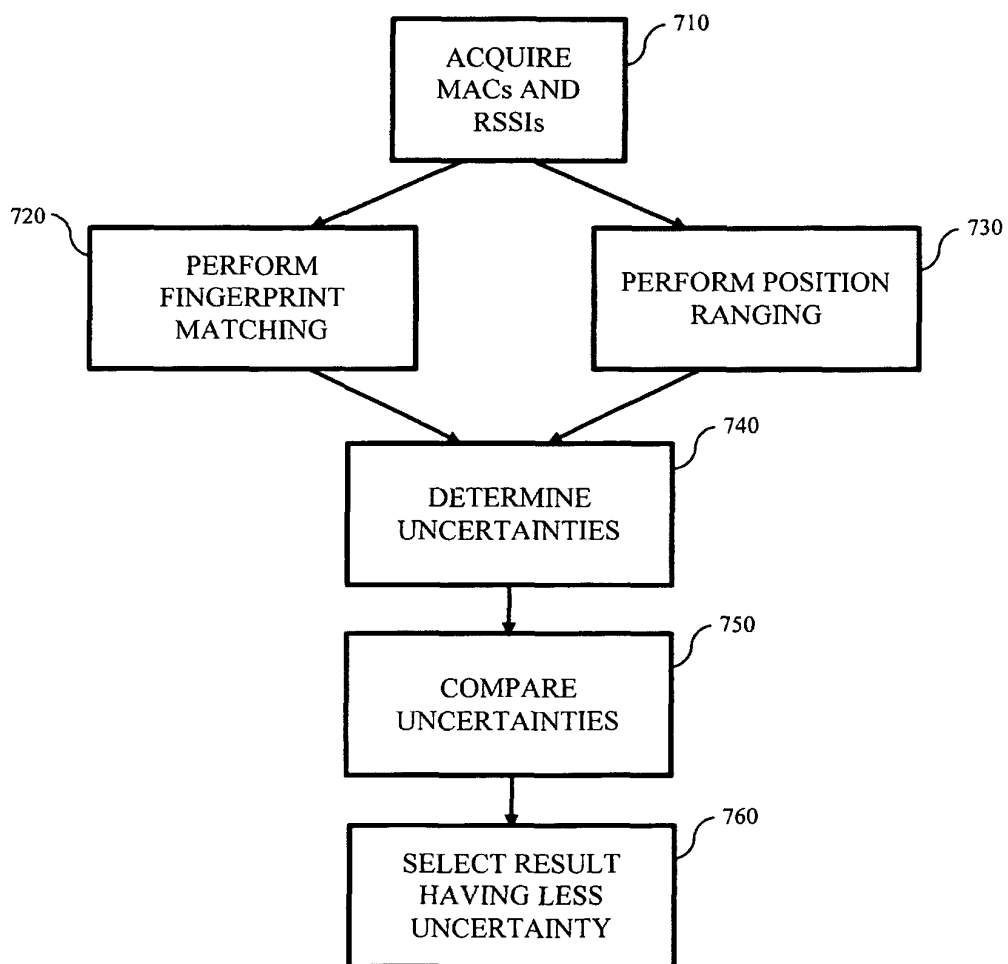 710
ACQUIRE
MACs AND
RSSIs
720
PERFORM
FINGERPRINT
MATCHING
730
PERFORM POSITION
RANGING
740
DETERMINE
UNCERTAINTIES
750
COMPARE
UNCERTAINTIES
760
SELECT RESULT
HAVING LESS
UNCERTAINTY